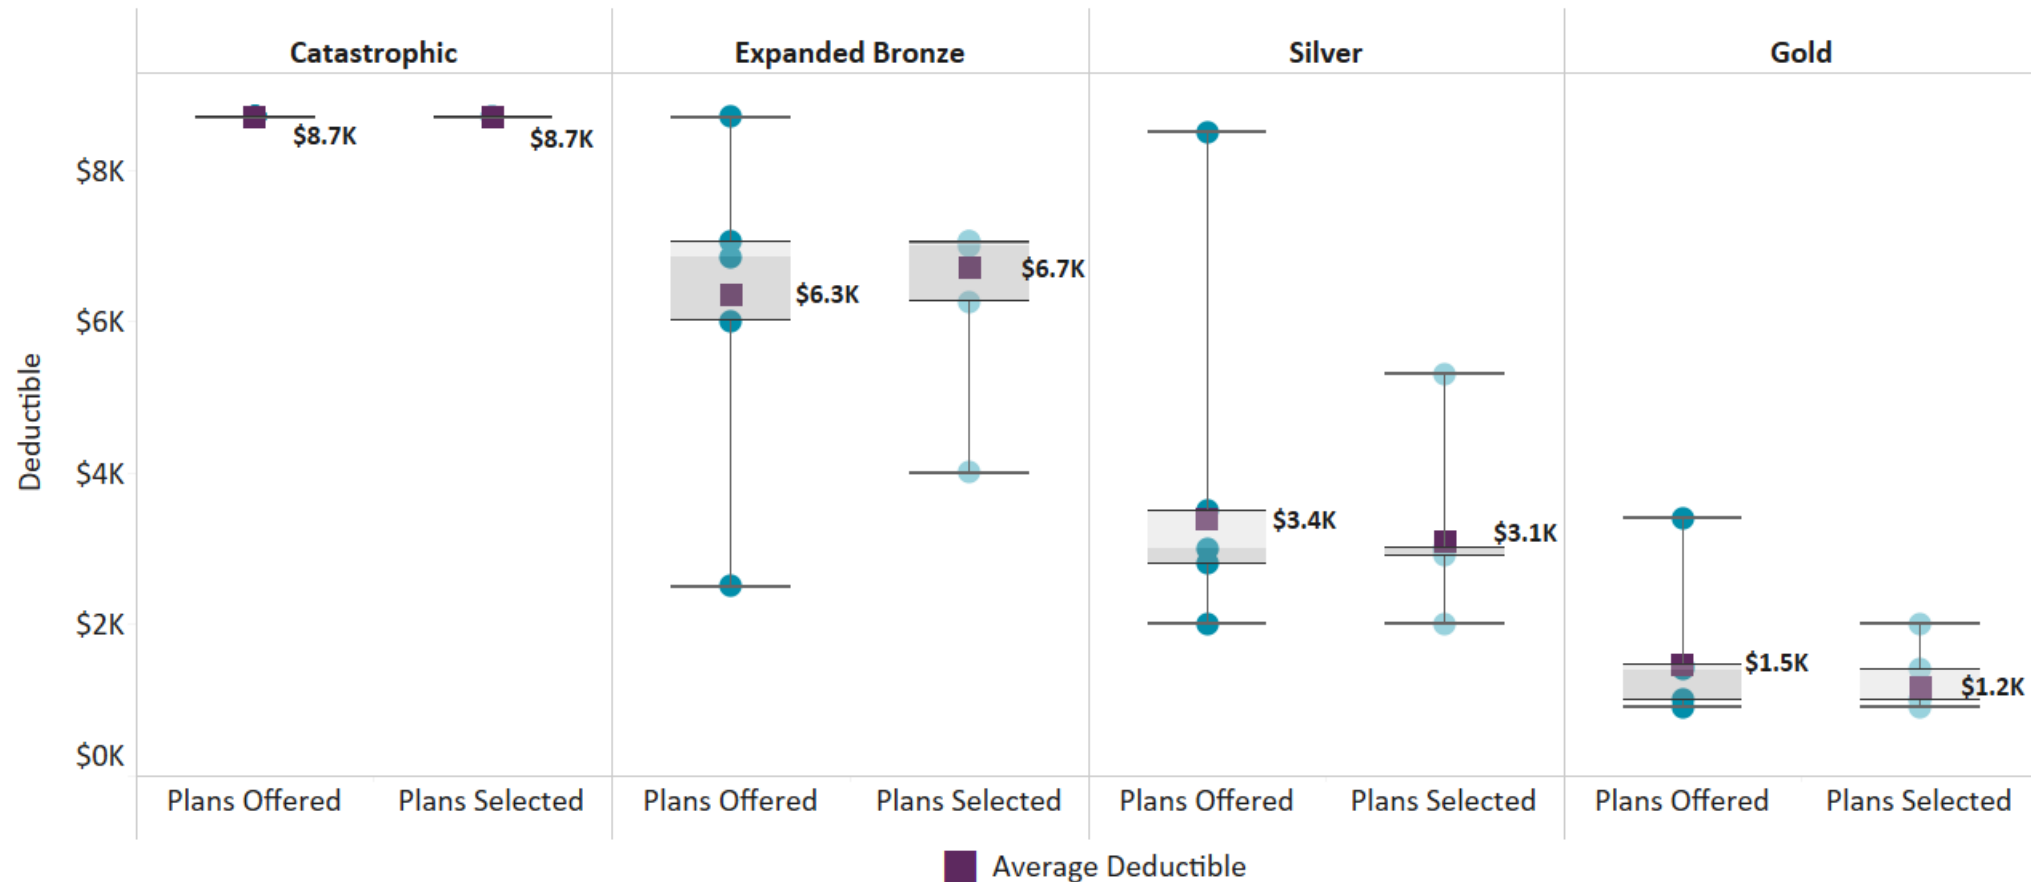 Catastrophic Expanded Bronze Silver Gold
$8.7K $8.7K
$8K
$6.7K
$6.3K
$6K
Deductible
$4K
$3.4K
$3.1K
$2K
$1.5K
$1.2K
$0K
Plans Offered Plans Selected Plans Offered Plans Selected Plans Offered Plans Selected Plans Offered Plans Selected
Average Deductible